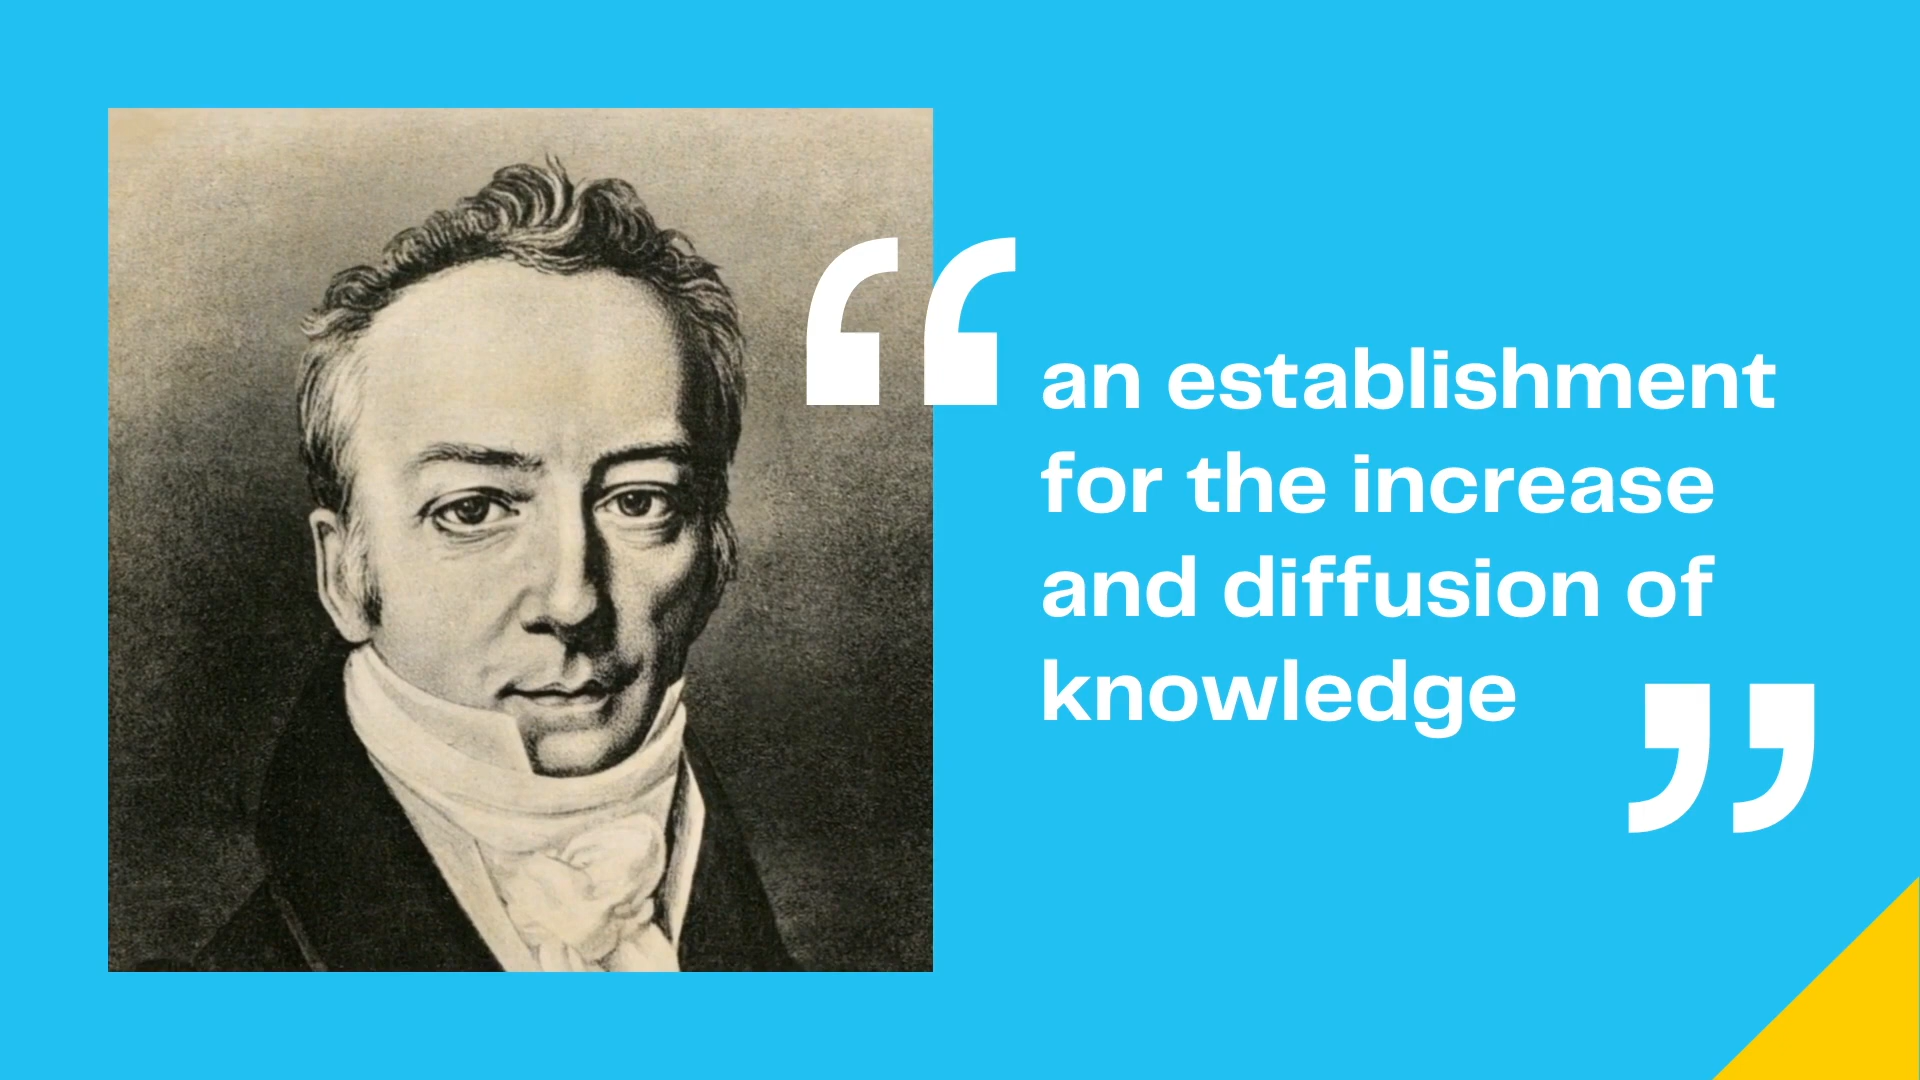 “an establishment
for the increase
and diffusion of
knowledge”